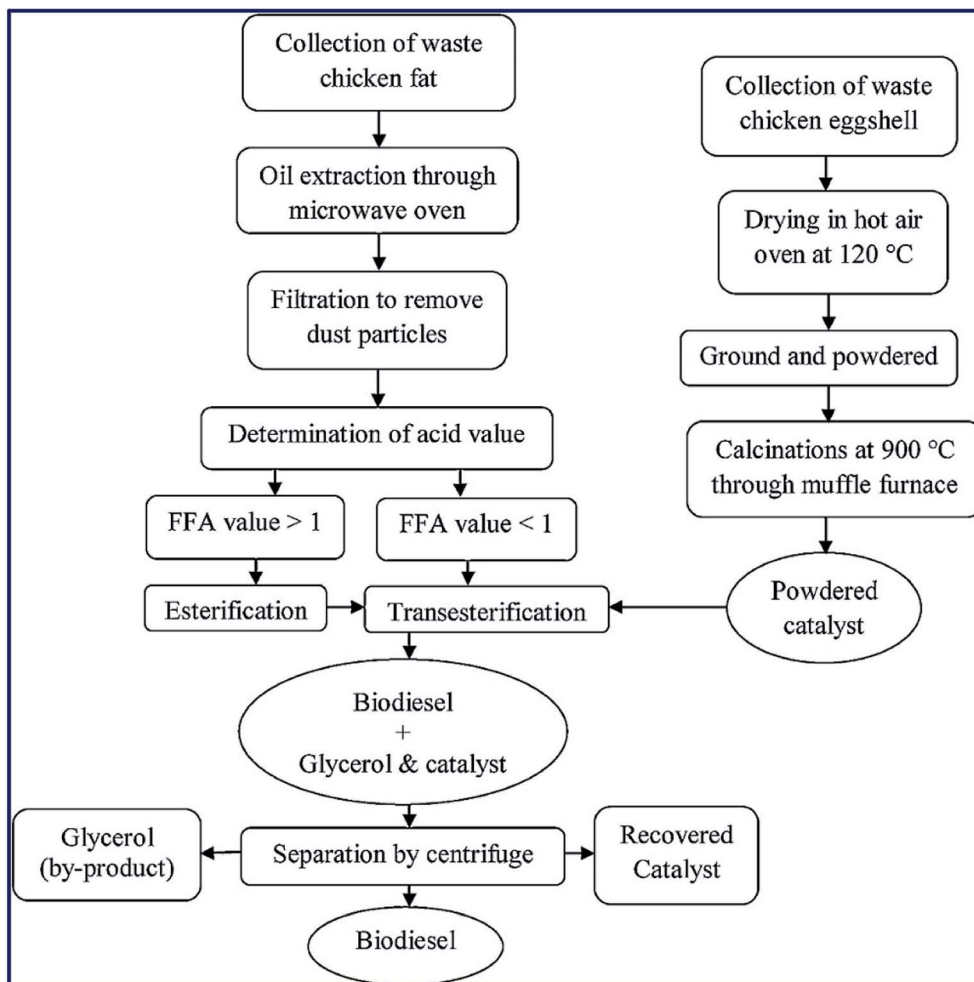 Collection of waste
chicken fat
Oil extraction through
microwave oven
Filtration to remove
dust particles
Determination of acid value
FFA value > 1
FFA value < 1
Esterification
Transesterification
Collection of waste
chicken eggshell
Drying in hot air
oven at 120 °C
Ground and powdered
Calcinations at 900 °C
through muffle furnace
Powdered
catalyst
Biodiesel
+
Glycerol & catalyst
Glycerol
(by-product)
Separation by centrifuge
Recovered
Catalyst
Biodiesel